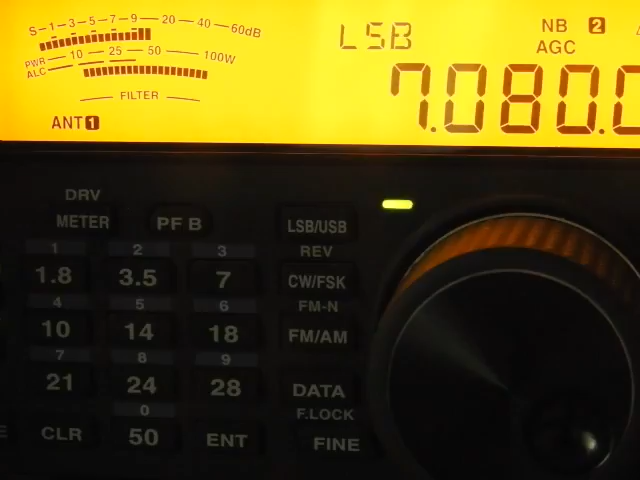 S 1 3 5 7 9 20 40 60dB
PWR 10 25 50 100W
ALC
FILTER
ANT 1
LSB
NB 2
AGC
7.080.0
DRV
METER
PF B
LSB/USB
REV
1 2 3
1.8 3.5 7
CW/FSK
FM-N
4 5 6
10 14 18
FM/AM
7 8 9
21 24 28
DATA
F.LOCK
0
CLR 50 ENT
FINE